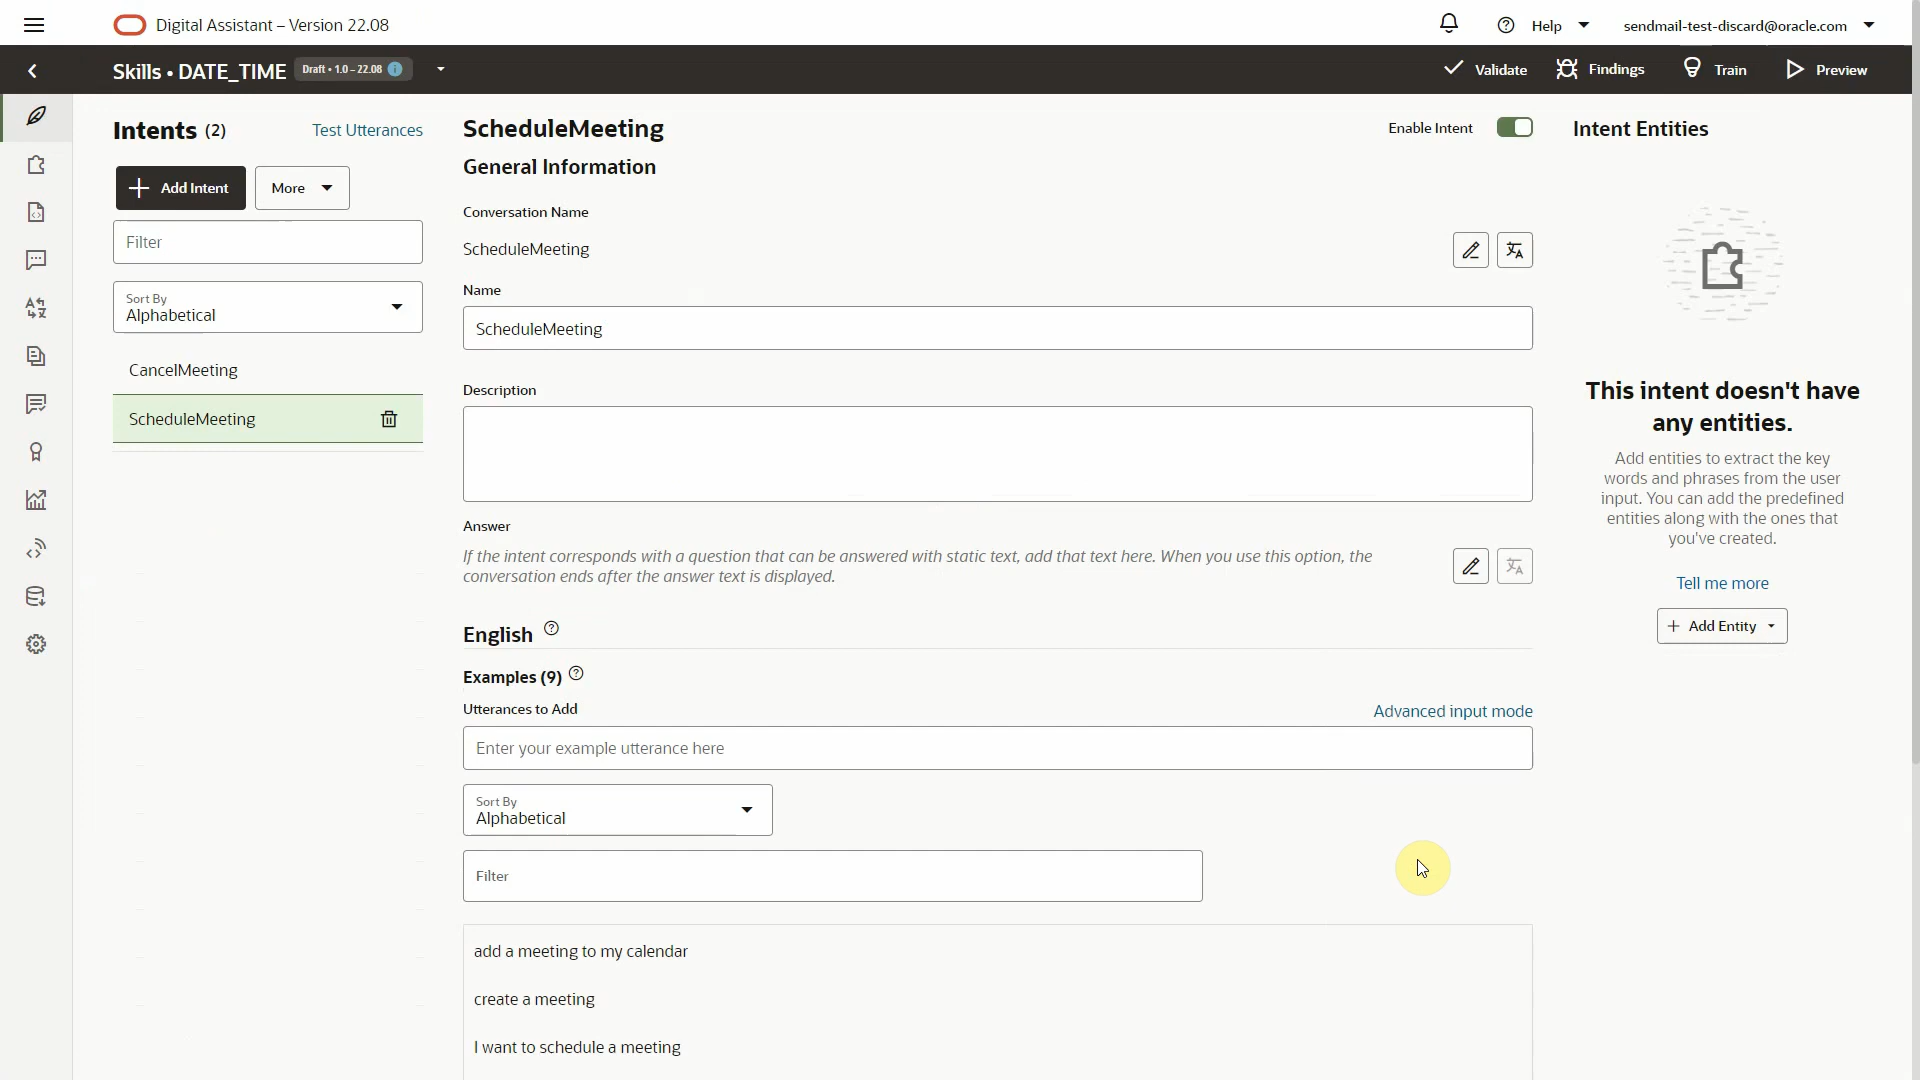 Digital Assistant – Version 22.08
Help
sendmail-test-discard@oracle.com
Skills • DATE_TIME
Draft • 1.0 – 22.08
Validate
Findings
Train
Preview
Intents (2)
Test Utterances
Add Intent
More
Filter
Sort By
Alphabetical
CancelMeeting
ScheduleMeeting
ScheduleMeeting
Enable Intent
General Information
Conversation Name
ScheduleMeeting
Name
ScheduleMeeting
Description
Answer
If the intent corresponds with a question that can be answered with static text, add that text here. When you use this option, the
conversation ends after the answer text is displayed.
English
Examples (9)
Utterances to Add
Advanced input mode
Enter your example utterance here
Sort By
Alphabetical
Filter
add a meeting to my calendar
create a meeting
I want to schedule a meeting
Intent Entities
This intent doesn't have
any entities.
Add entities to extract the key
words and phrases from the user
input. You can add the predefined
entities along with the ones that
you've created.
Tell me more
Add Entity